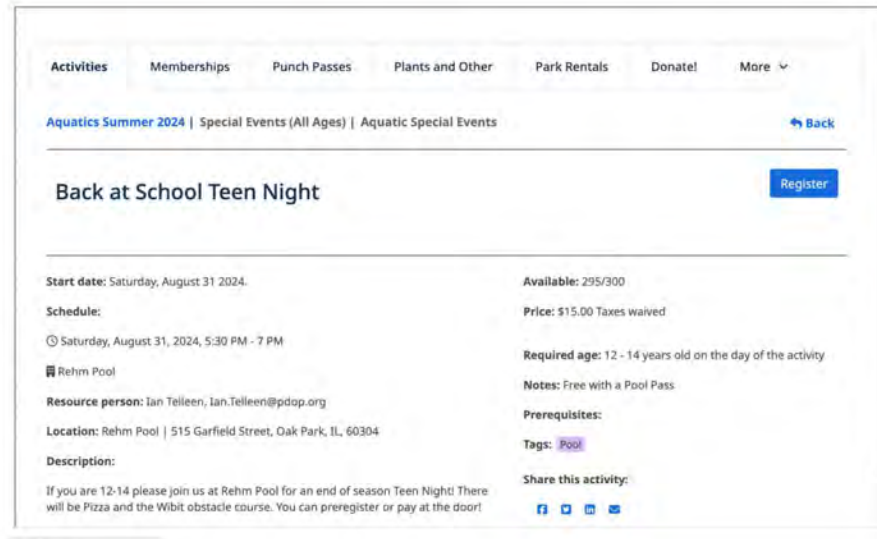 Activities Memberships Punch Passes Plants and Other Park Rentals Donate! More
Aquatics Summer 2024 | Special Events (All Ages) | Aquatic Special Events
Back
Back at School Teen Night
Register
Start date: Saturday, August 31 2024.
Schedule:
Saturday, August 31, 2024, 5:30 PM - 7 PM
Rehm Pool
Resource person: Ian Telleen, Ian.Telleen@pdop.org
Location: Rehm Pool | 515 Garfield Street, Oak Park, IL, 60304
Description:
If you are 12-14 please join us at Rehm Pool for an end of season Teen Night! There
will be Pizza and the Wibit obstacle course. You can preregister or pay at the door!
Available: 295/300
Price: $15.00 Taxes waived
Required age: 12 - 14 years old on the day of the activity
Notes: Free with a Pool Pass
Prerequisites:
Tags: Pool
Share this activity: